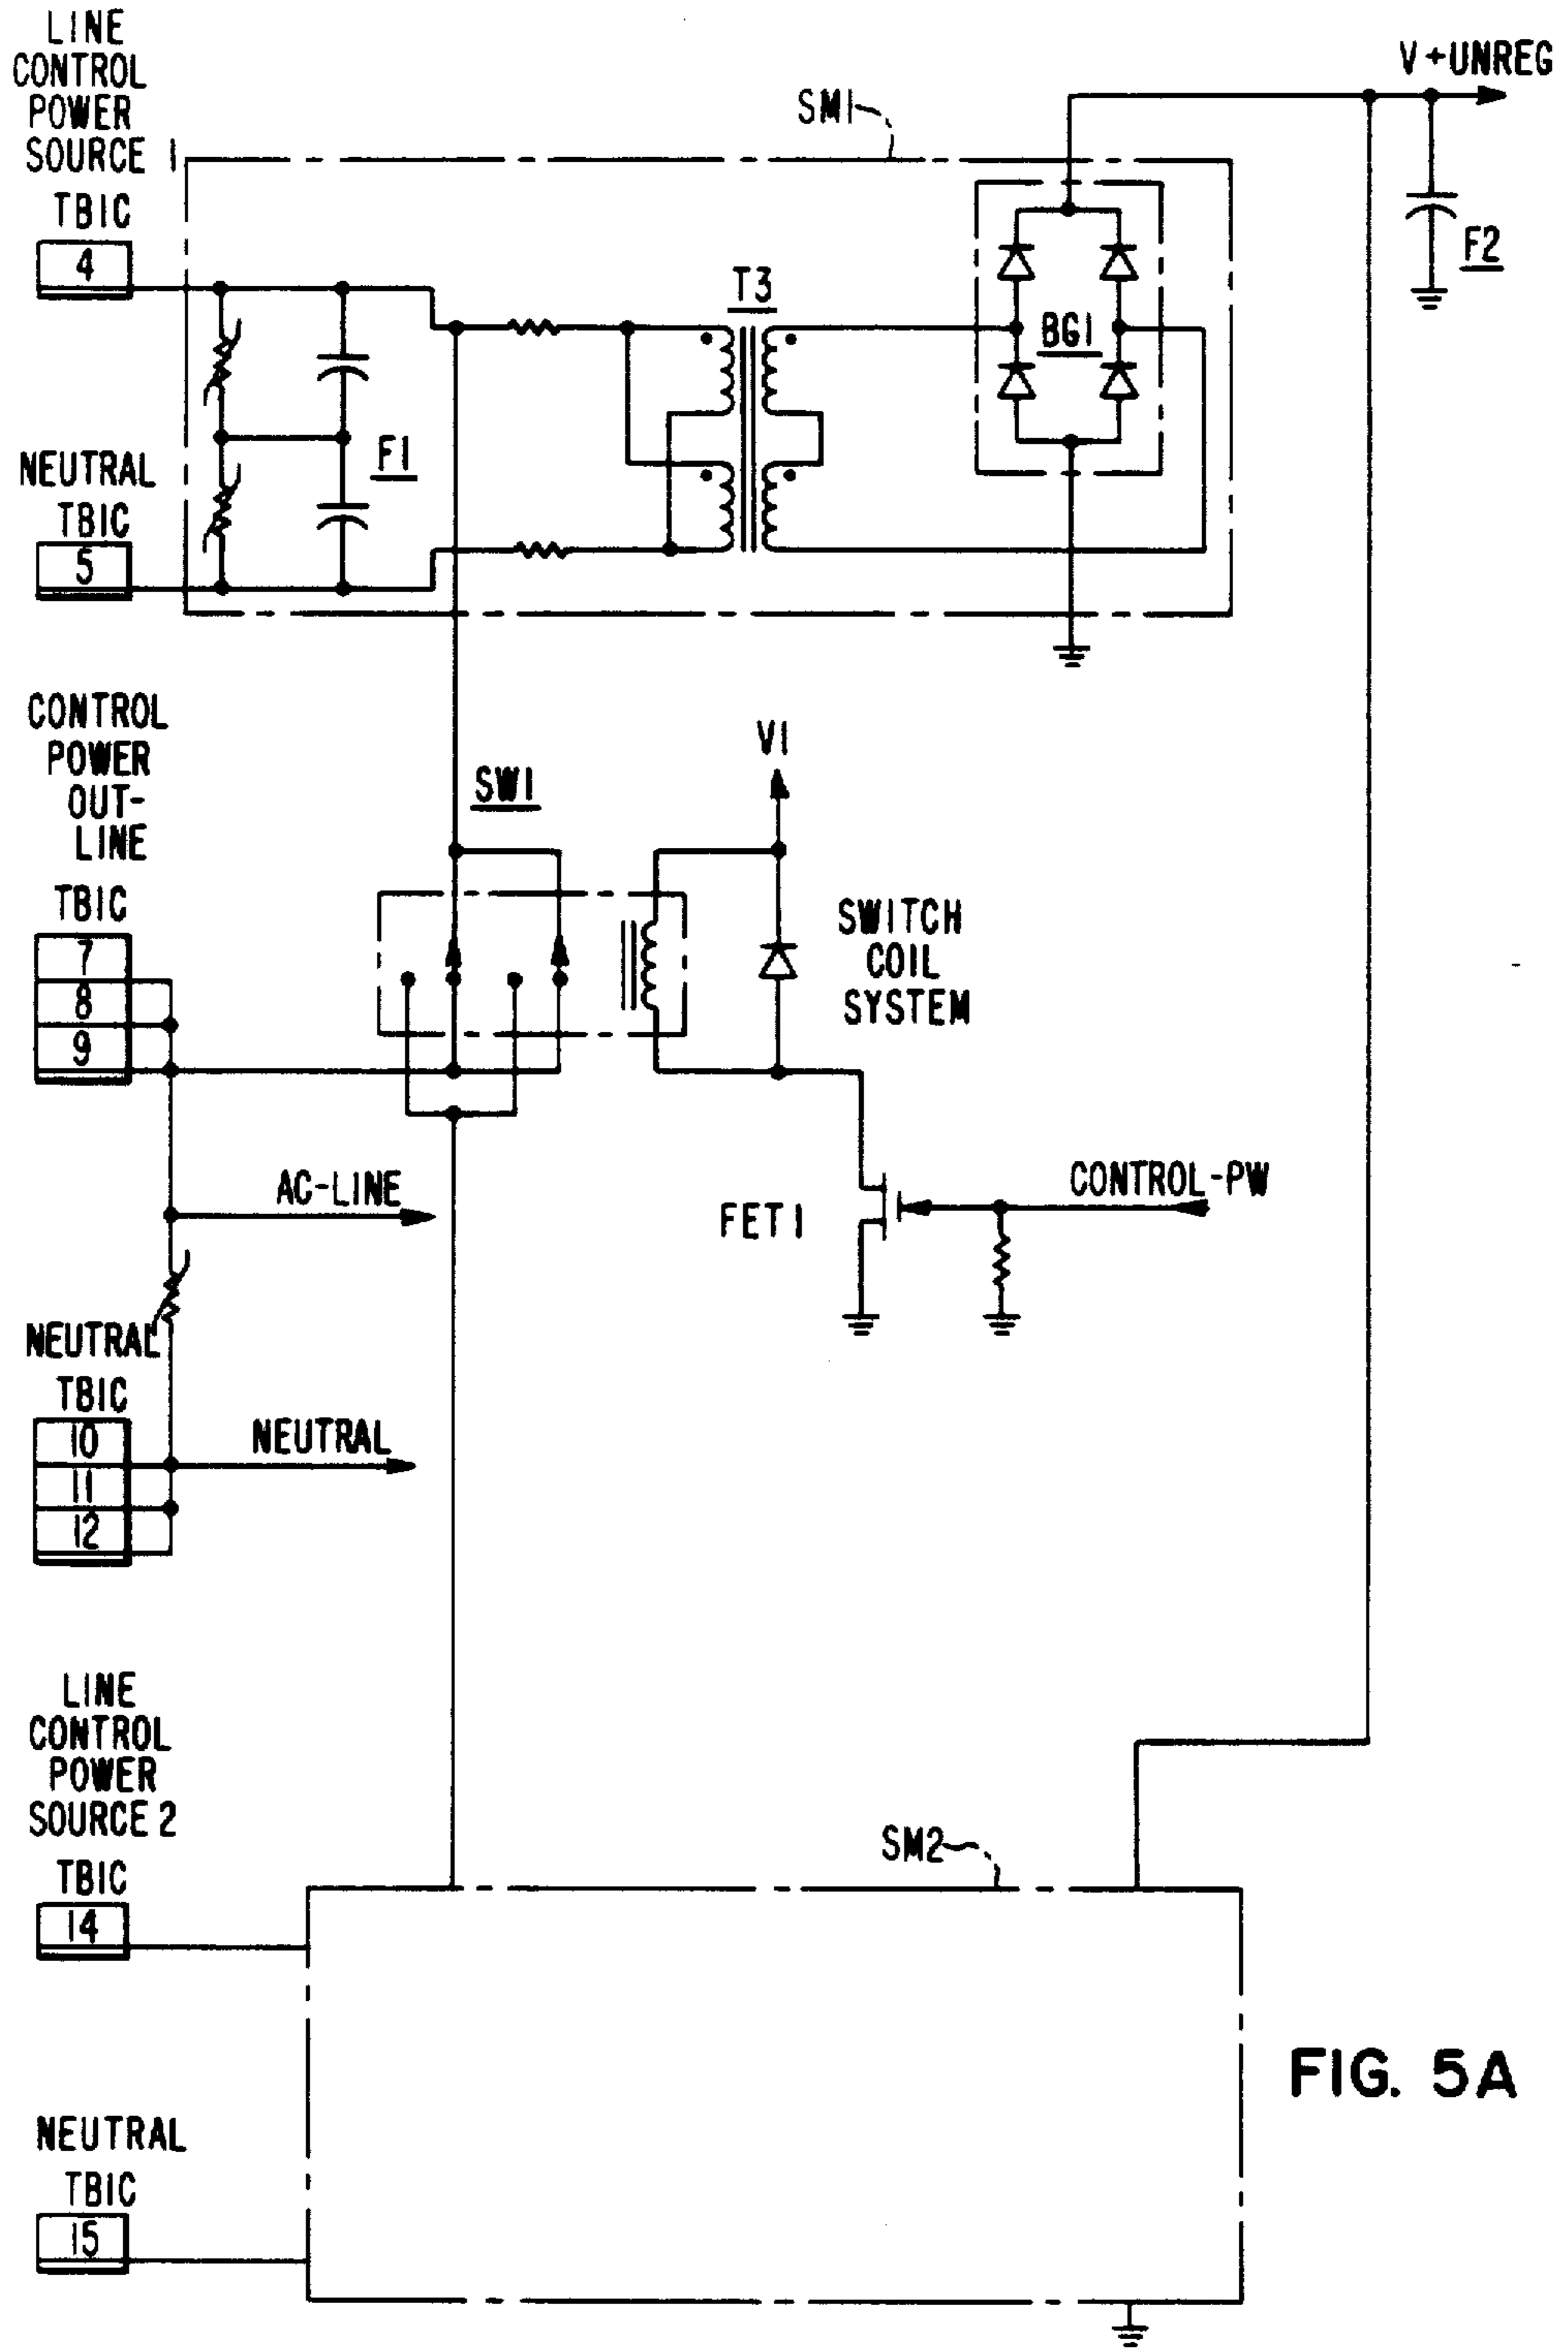 LINE
CONTROL
POWER
SOURCE 1
TBIC
4
NEUTRAL
TBIC
5
F1
SM1
T3
BG1
V+UNREG
F2
CONTROL
POWER
OUT-
LINE
TBIC
7
8
9
SW1
V1
SWITCH
COIL
SYSTEM
AC-LINE
FET1
CONTROL-PW
NEUTRAL
TBIC
10
11
12
NEUTRAL
LINE
CONTROL
POWER
SOURCE 2
TBIC
14
SM2
NEUTRAL
TBIC
15
FIG. 5A